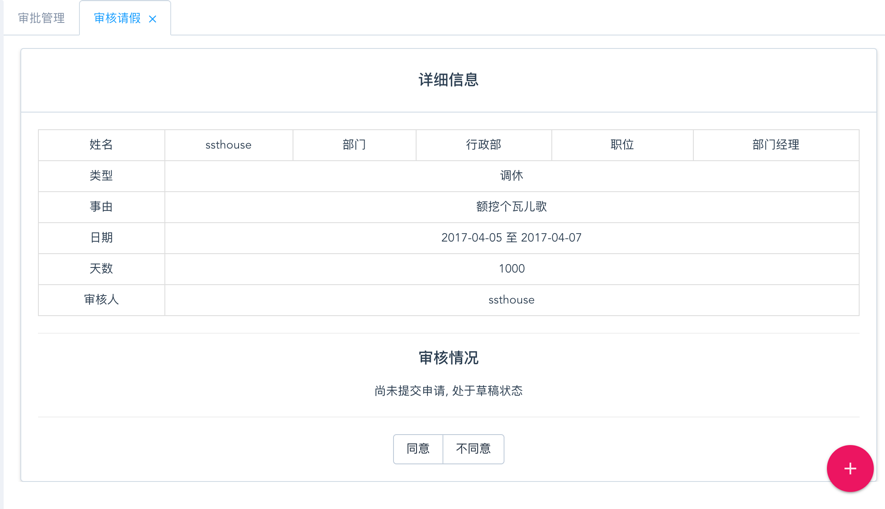 审批管理 审核请假 ×
详细信息
姓名 ssthouse 部门 行政部 职位 部门经理
类型 调休
事由 额挖个瓦儿歌
日期 2017-04-05 至 2017-04-07
天数 1000
审核人 ssthouse
审核情况
尚未提交申请, 处于草稿状态
同意 不同意
+